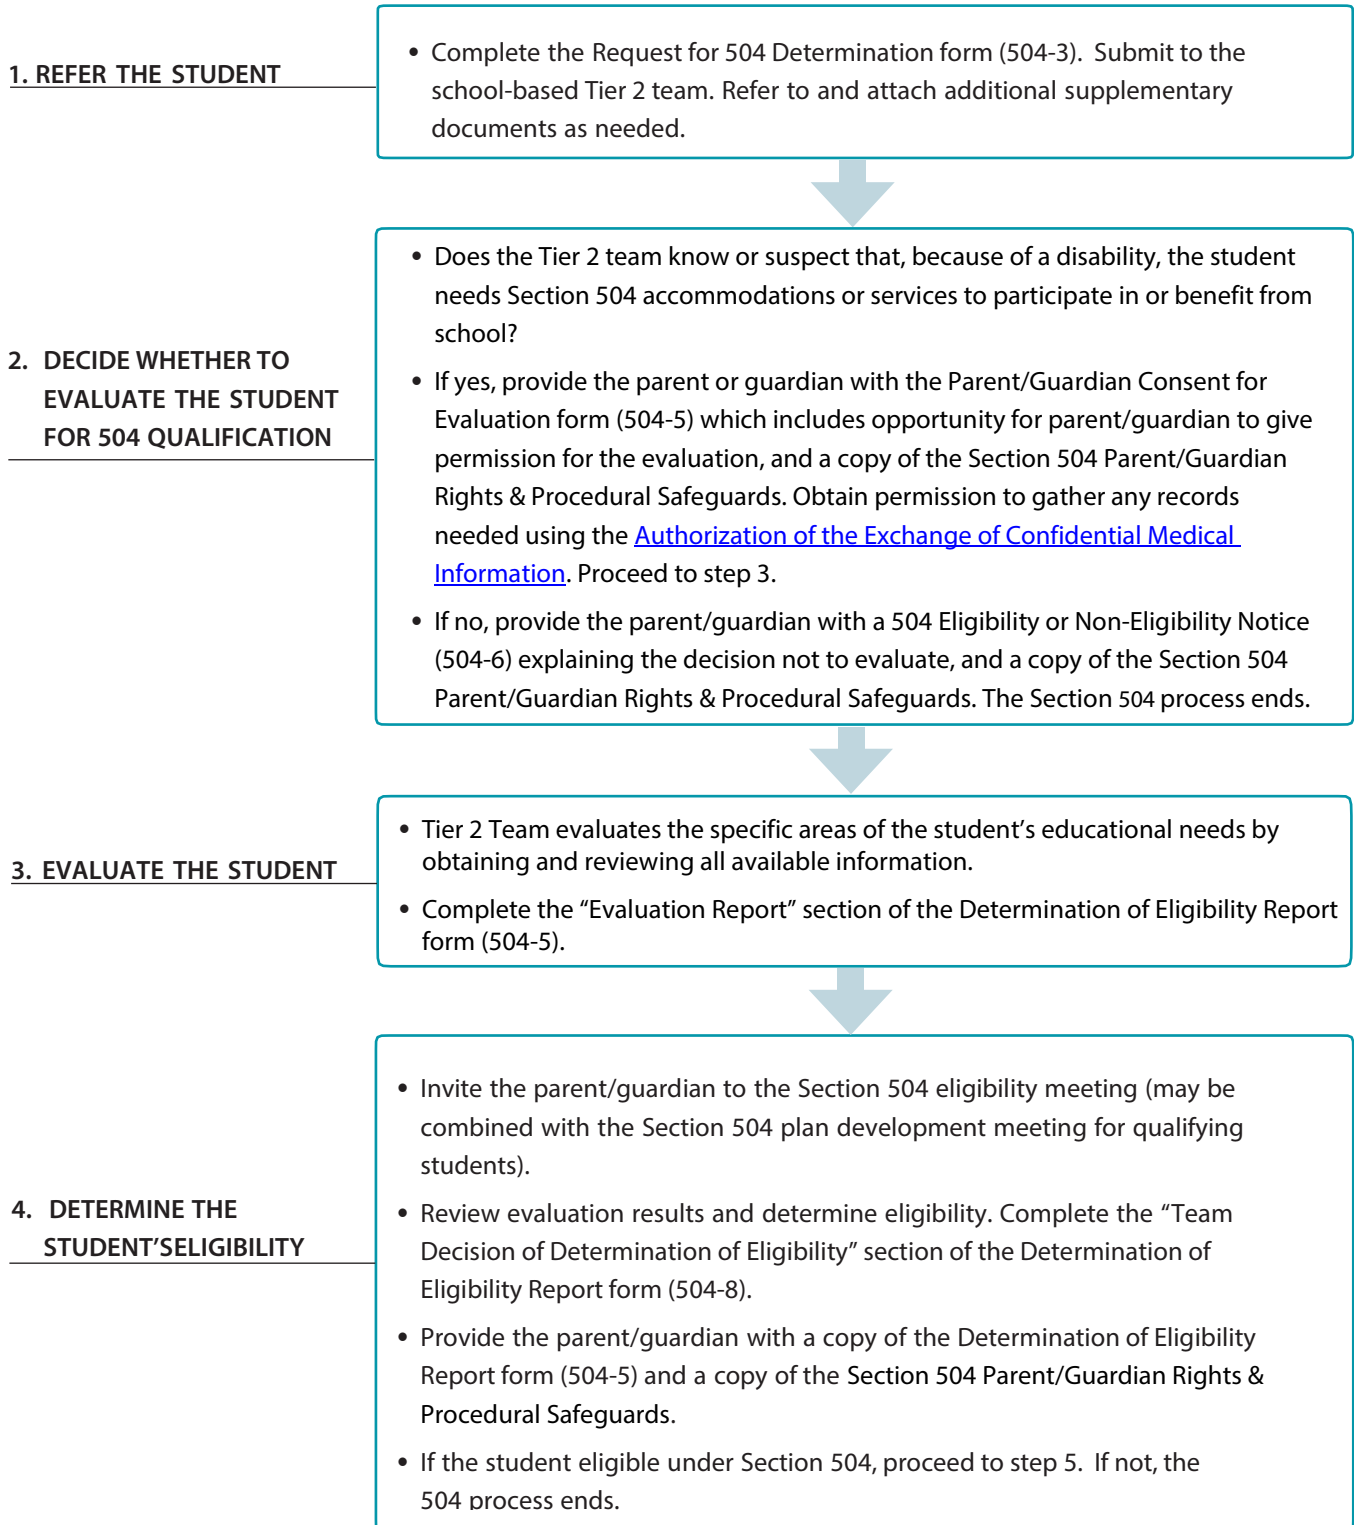 1. REFER THE STUDENT
• Complete the Request for 504 Determination form (504-3). Submit to the
school-based Tier 2 team. Refer to and attach additional supplementary
documents as needed.
2. DECIDE WHETHER TO
EVALUATE THE STUDENT
FOR 504 QUALIFICATION
• Does the Tier 2 team know or suspect that, because of a disability, the student
needs Section 504 accommodations or services to participate in or benefit from
school?
• If yes, provide the parent or guardian with the Parent/Guardian Consent for
Evaluation form (504-5) which includes opportunity for parent/guardian to give
permission for the evaluation, and a copy of the Section 504 Parent/Guardian
Rights & Procedural Safeguards. Obtain permission to gather any records
needed using the Authorization of the Exchange of Confidential Medical
Information. Proceed to step 3.
• If no, provide the parent/guardian with a 504 Eligibility or Non-Eligibility Notice
(504-6) explaining the decision not to evaluate, and a copy of the Section 504
Parent/Guardian Rights & Procedural Safeguards. The Section 504 process ends.
3. EVALUATE THE STUDENT
• Tier 2 Team evaluates the specific areas of the student’s educational needs by
obtaining and reviewing all available information.
• Complete the “Evaluation Report” section of the Determination of Eligibility Report
form (504-5).
4. DETERMINE THE
STUDENT’SELIGIBILITY
• Invite the parent/guardian to the Section 504 eligibility meeting (may be
combined with the Section 504 plan development meeting for qualifying
students).
• Review evaluation results and determine eligibility. Complete the “Team
Decision of Determination of Eligibility” section of the Determination of
Eligibility Report form (504-8).
• Provide the parent/guardian with a copy of the Determination of Eligibility
Report form (504-5) and a copy of the Section 504 Parent/Guardian Rights &
Procedural Safeguards.
• If the student eligible under Section 504, proceed to step 5. If not, the
504 process ends.